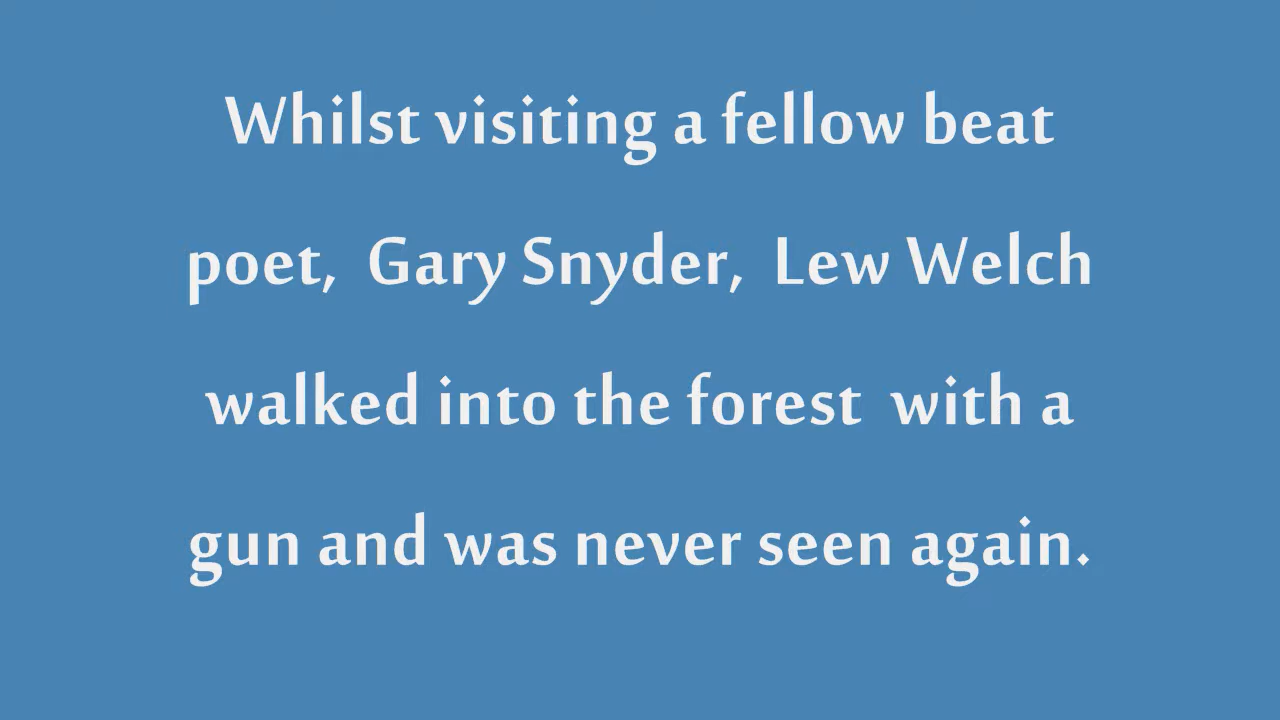 Whilst visiting a fellow beat
poet, Gary Snyder, Lew Welch
walked into the forest with a
gun and was never seen again.